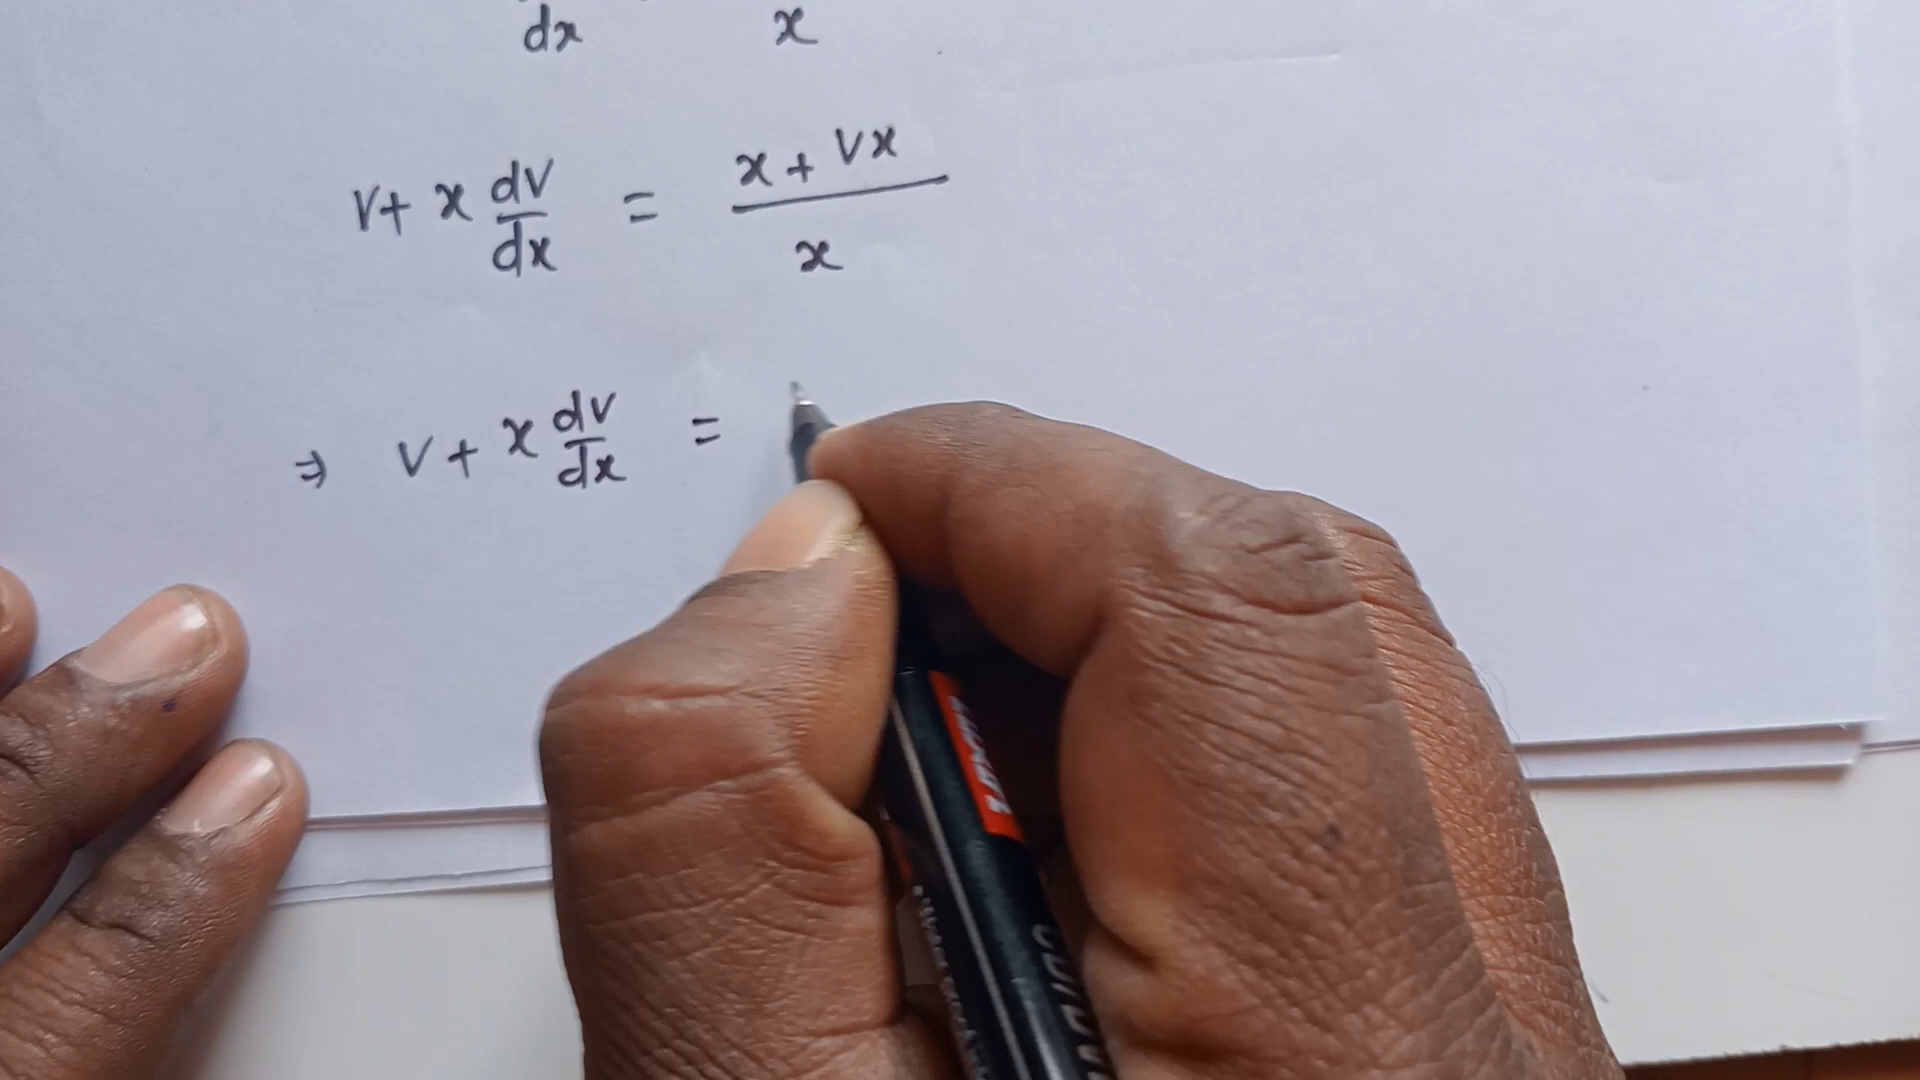 dx x
V + x dV/dx = x + Vx / x
⇒ V + x dV/dx =